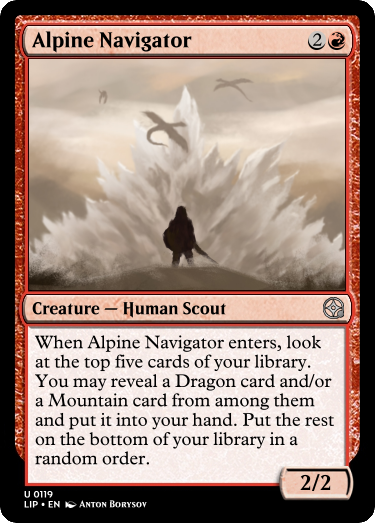 Alpine Navigator 2
Creature — Human Scout
When Alpine Navigator enters, look
at the top five cards of your library.
You may reveal a Dragon card and/or
a Mountain card from among them
and put it into your hand. Put the rest
on the bottom of your library in a
random order.
2/2
U 0119
LIP • EN Anton Borysov